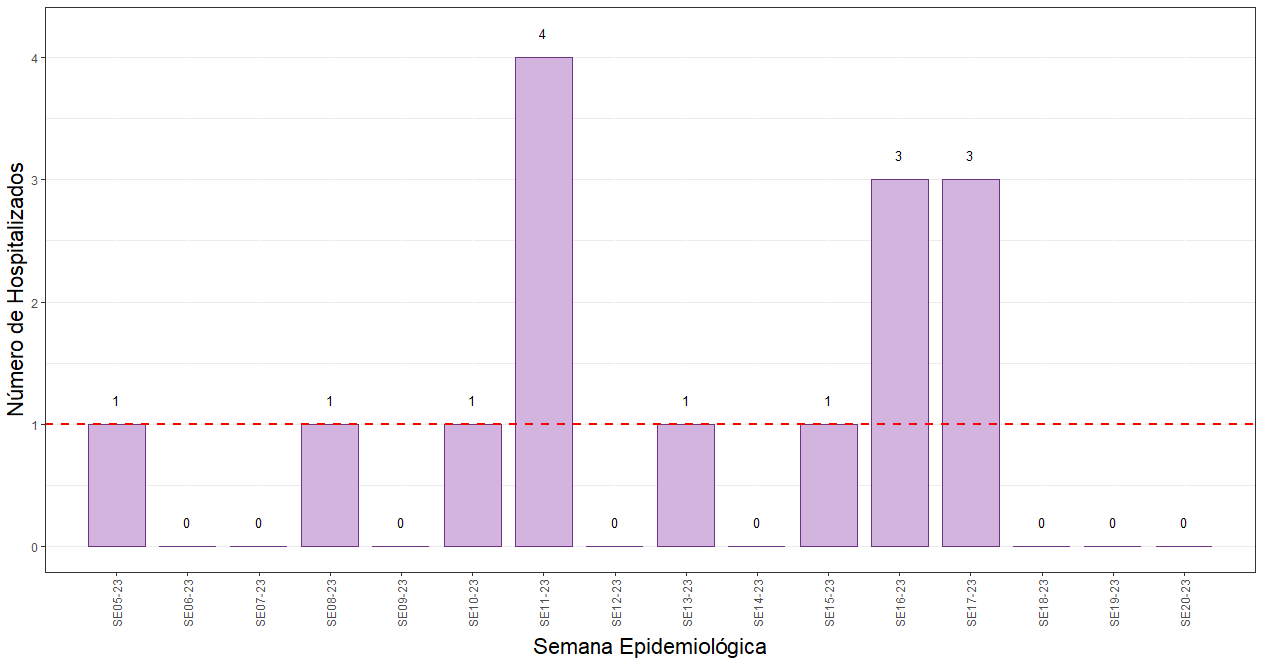 Número de Hospitalizados
4
3
2
1
0
1
0
0
1
0
1
4
0
1
0
1
3
3
0
0
0
SE05-23
SE06-23
SE07-23
SE08-23
SE09-23
SE10-23
SE11-23
SE12-23
SE13-23
SE14-23
SE15-23
SE16-23
SE17-23
SE18-23
SE19-23
SE20-23
Semana Epidemiológica